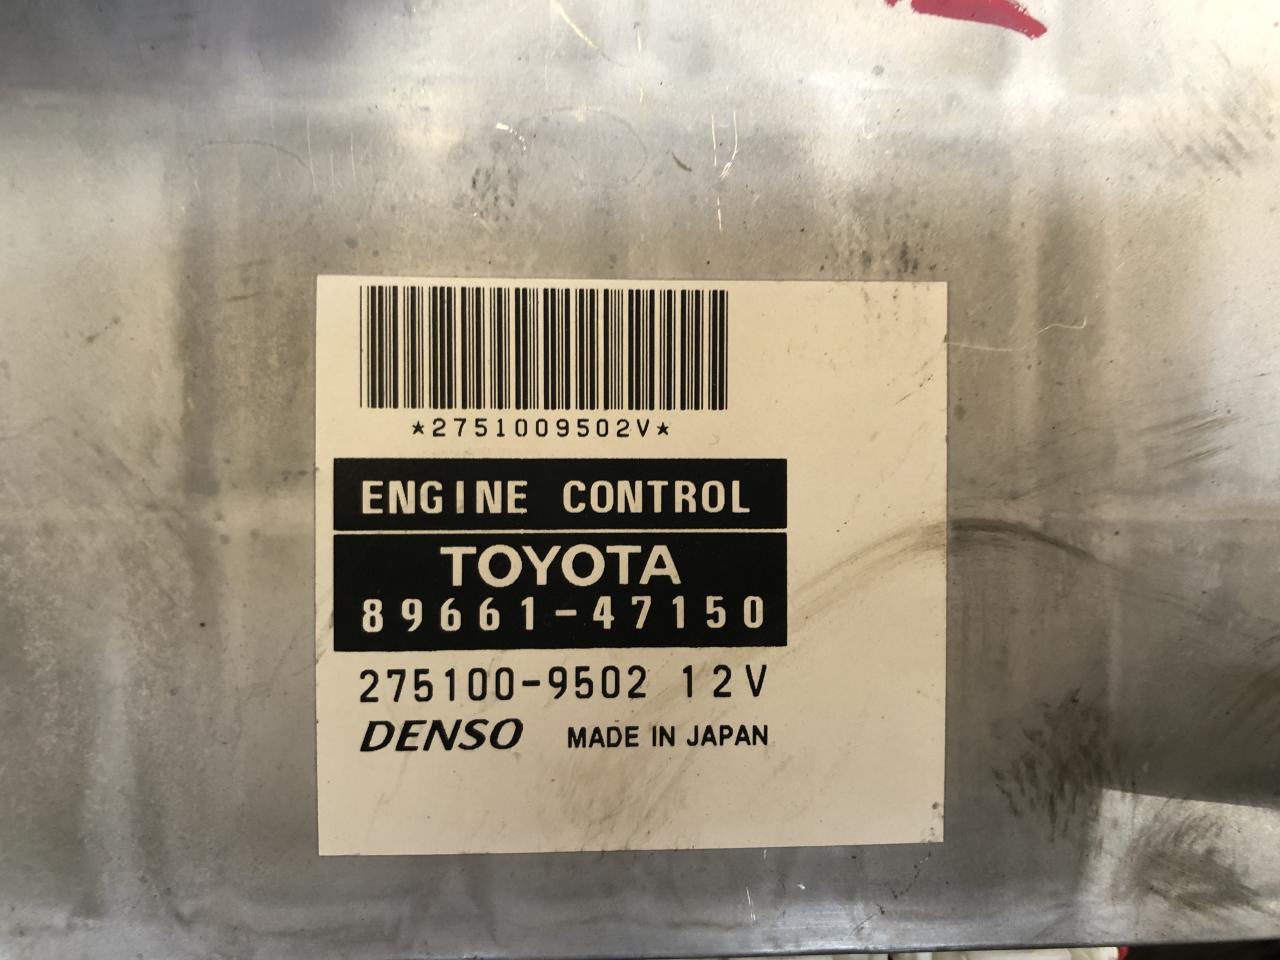 *2751009502V*
ENGINE CONTROL
TOYOTA
89661-47150
275100-9502 12V
DENSO MADE IN JAPAN